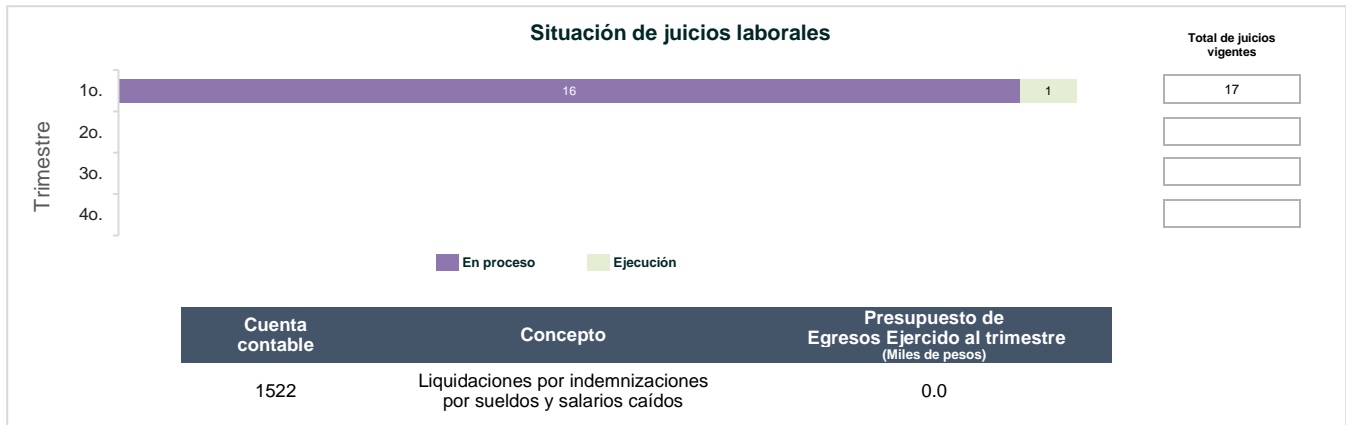 Situación de juicios laborales
Total de juicios
vigentes
Trimestre
1o.
16
1
17
2o.
3o.
4o.
En proceso
Ejecución
Cuenta
contable
Concepto
Presupuesto de
Egresos Ejercido al trimestre
(Miles de pesos)
1522
Liquidaciones por indemnizaciones
por sueldos y salarios caídos
0.0